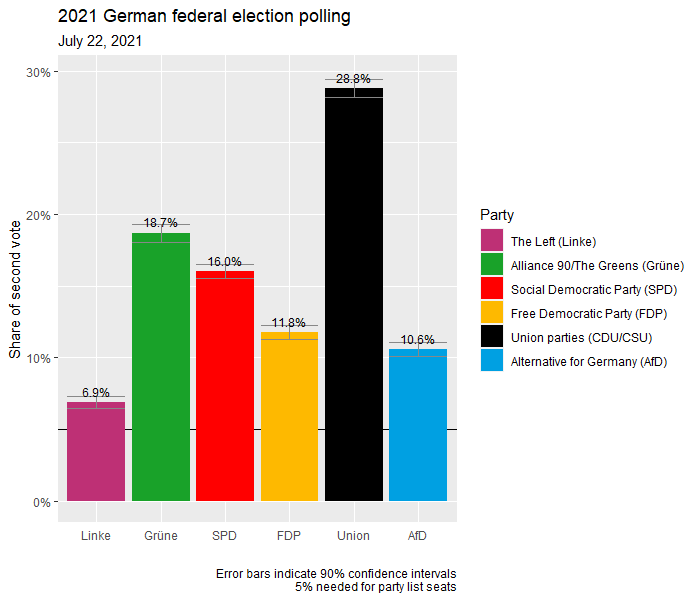 2021 German federal election polling
July 22, 2021
Share of second vote
30%
20%
10%
0%
6.9%
18.7%
16.0%
11.8%
28.8%
10.6%
Linke
Grüne
SPD
FDP
Union
AfD
Party
The Left (Linke)
Alliance 90/The Greens (Grüne)
Social Democratic Party (SPD)
Free Democratic Party (FDP)
Union parties (CDU/CSU)
Alternative for Germany (AfD)
Error bars indicate 90% confidence intervals
5% needed for party list seats